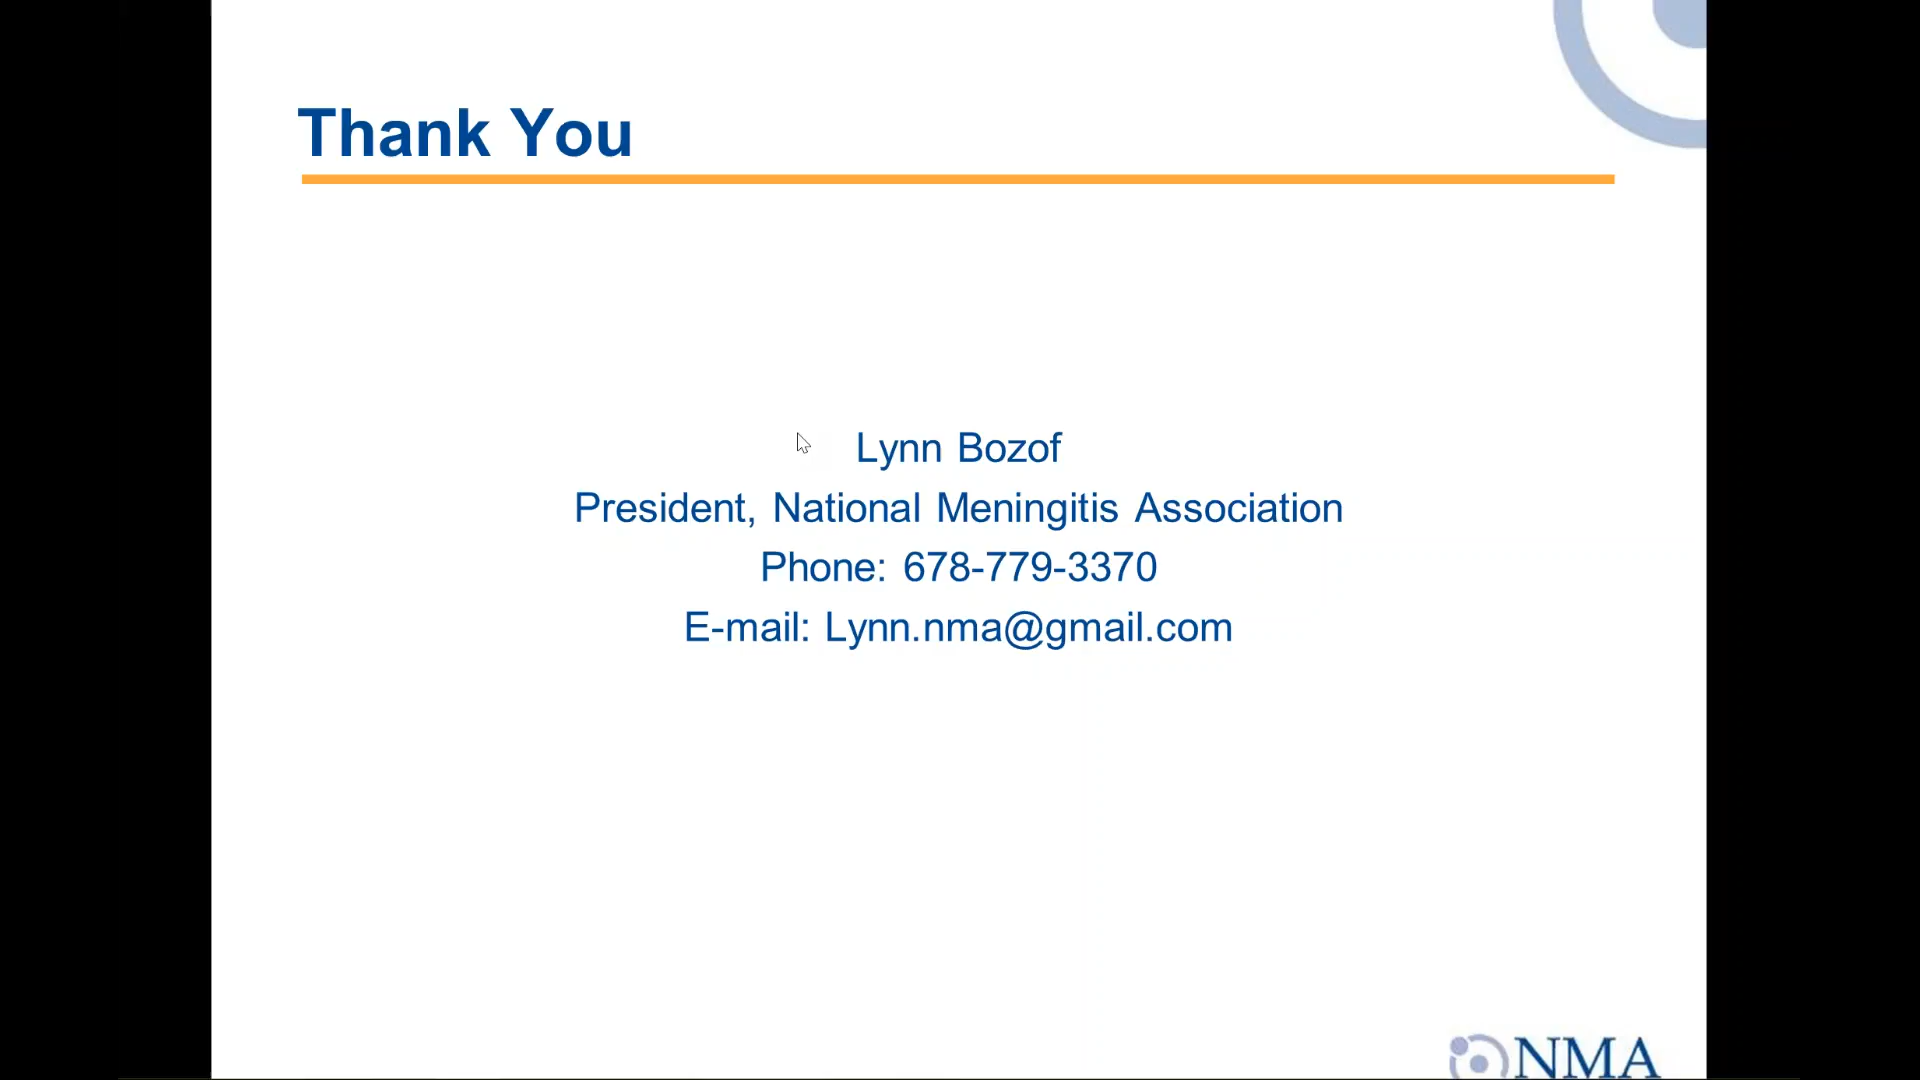 Thank You
Lynn Bozof
President, National Meningitis Association
Phone: 678-779-3370
E-mail: Lynn.nma@gmail.com
NMA